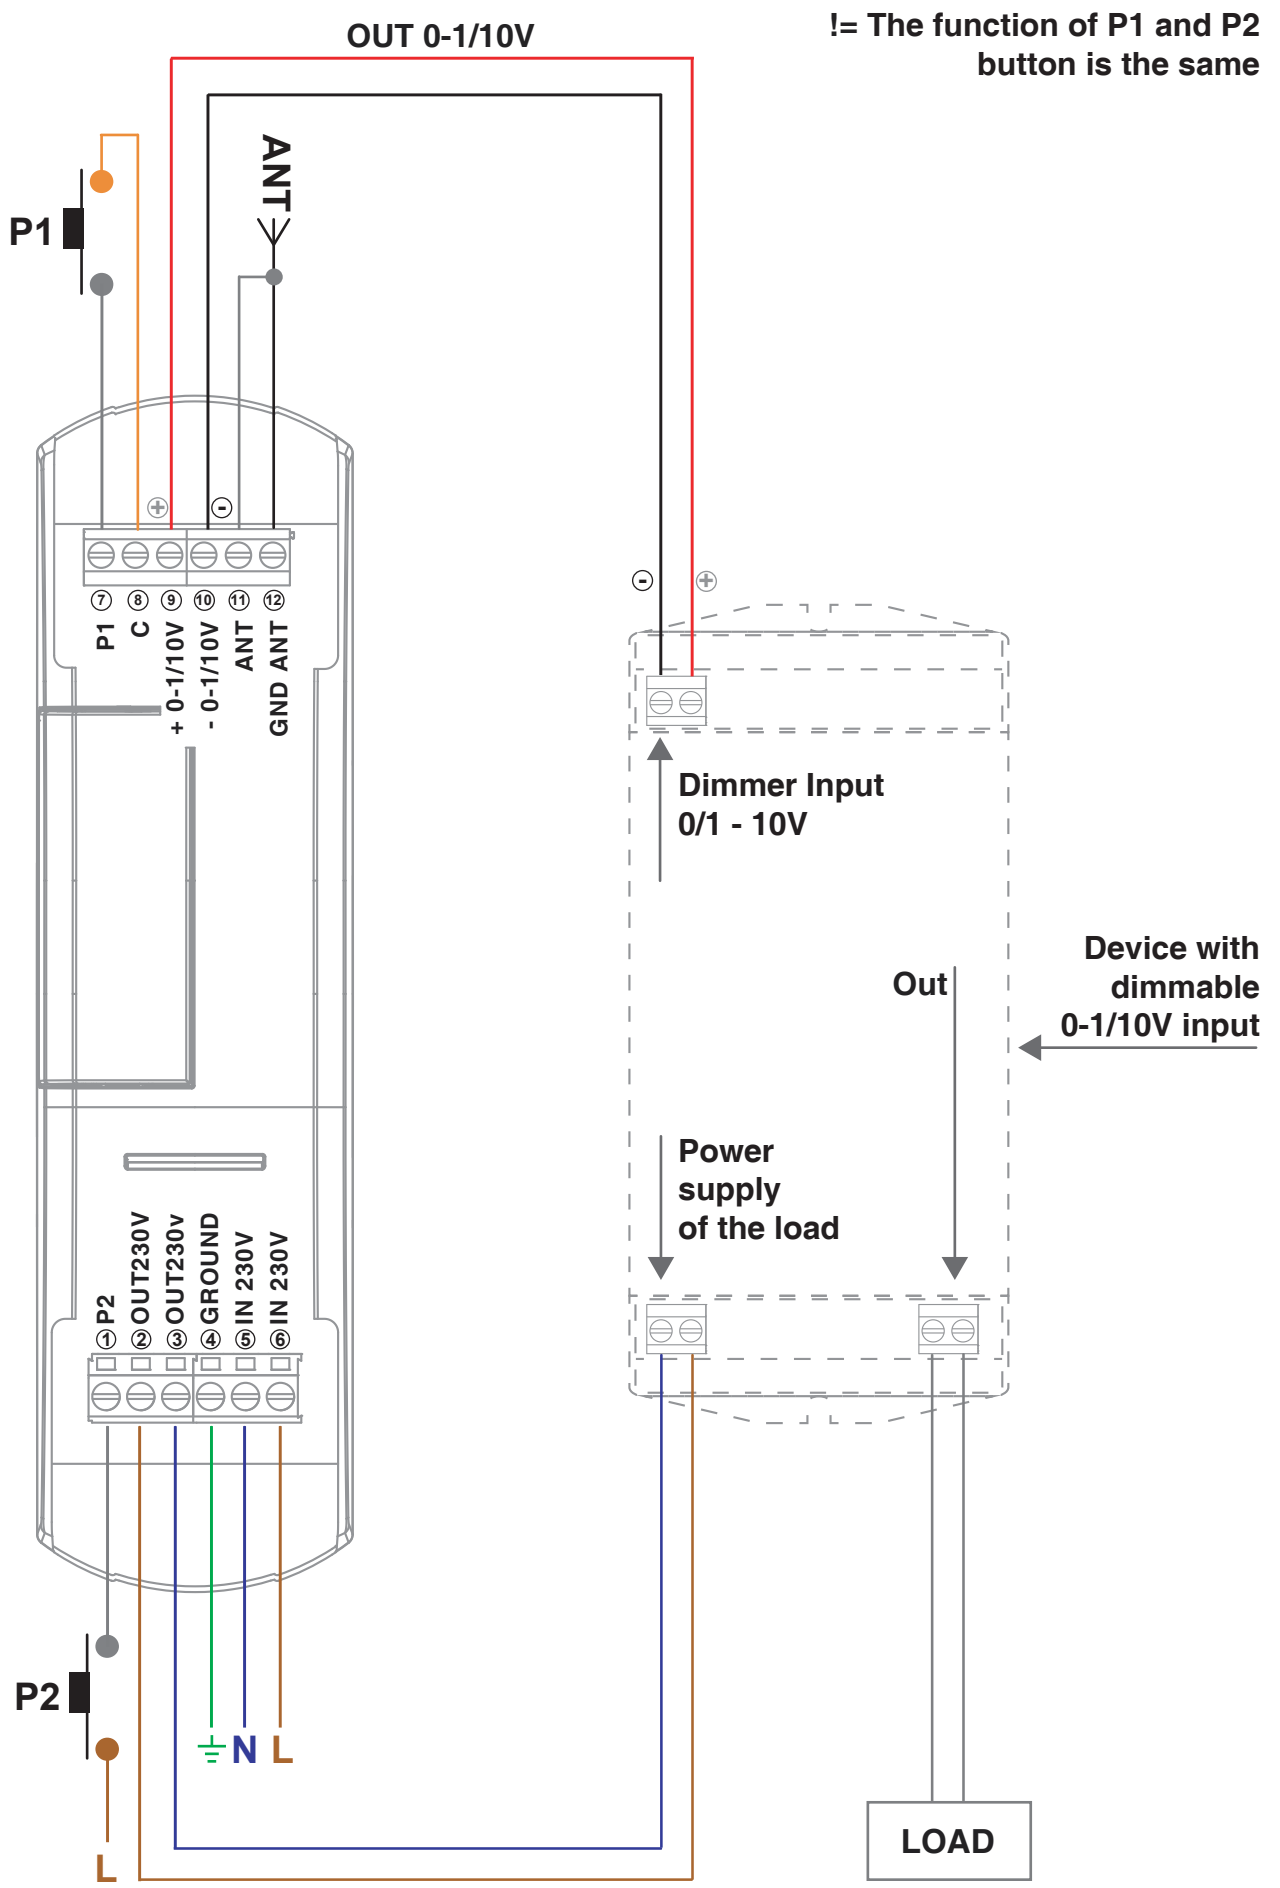 OUT 0-1/10V
!= The function of P1 and P2
button is the same
ANT
P1
+
-
7
8
9
10
11
12
P1
C
+ 0-1/10V
- 0-1/10V
ANT
GND ANT
-
+
Dimmer Input
0/1 - 10V
Device with
dimmable
0-1/10V input
Out
Power
supply
of the load
P2
OUT230V
OUT230v
GROUND
IN 230V
IN 230V
1
2
3
4
5
6
P2
N
L
L
LOAD